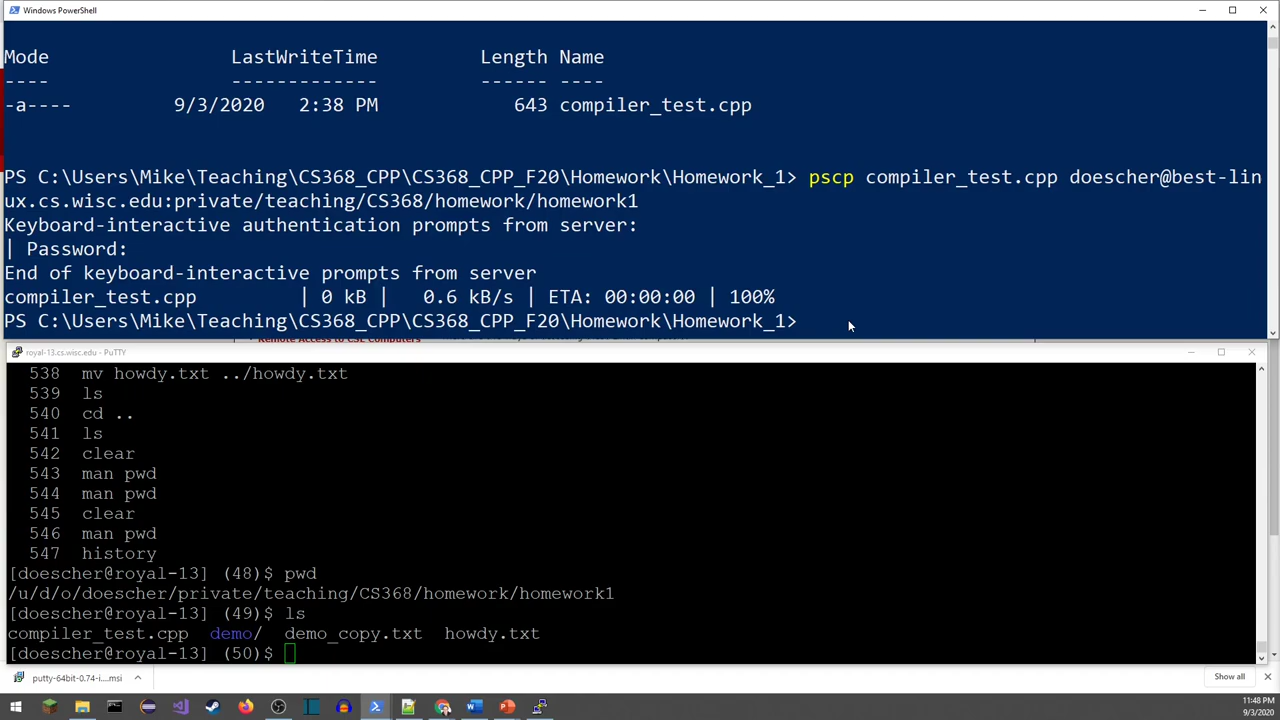 Windows PowerShell
Mode LastWriteTime Length Name
---- ------------- ------ ----
-a---- 9/3/2020 2:38 PM 643 compiler_test.cpp
PS C:\Users\Mike\Teaching\CS368_CPP\CS368_CPP_F20\Homework\Homework_1> pscp compiler_test.cpp doescher@best-lin
ux.cs.wisc.edu:private/teaching/CS368/homework/homework1
Keyboard-interactive authentication prompts from server:
| Password:
End of keyboard-interactive prompts from server
compiler_test.cpp | 0 kB | 0.6 kB/s | ETA: 00:00:00 | 100%
PS C:\Users\Mike\Teaching\CS368_CPP\CS368_CPP_F20\Homework\Homework_1>
Remote Access to CSL Computers
royal-13.cs.wisc.edu - PuTTY
538 mv howdy.txt ../howdy.txt
539 ls
540 cd ..
541 ls
542 clear
543 man pwd
544 man pwd
545 clear
546 man pwd
547 history
[doescher@royal-13] (48)$ pwd
/u/d/o/doescher/private/teaching/CS368/homework/homework1
[doescher@royal-13] (49)$ ls
compiler_test.cpp demo/ demo_copy.txt howdy.txt
[doescher@royal-13] (50)$
putty-64bit-0.74-i....msi
Show all
11:48 PM
9/3/2020